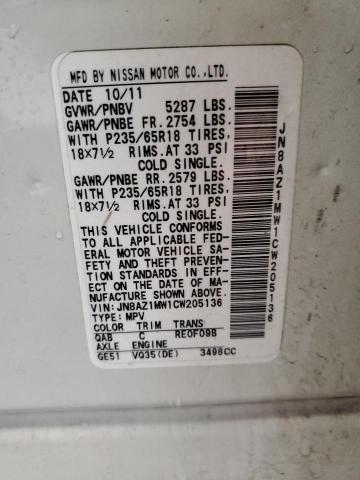 MFD BY NISSAN MOTOR CO.,LTD.
DATE 10/11
GVWR/PNBV 5287 LBS.
GAWR/PNBE FR. 2754 LBS.
WITH P235/65R18 TIRES,
18X7½ RIMS. AT 33 PSI
COLD SINGLE.
GAWR/PNBE RR. 2579 LBS.
WITH P235/65R18 TIRES,
18X7½ RIMS. AT 33 PSI
COLD SINGLE.
THIS VEHICLE CONFORMS
TO ALL APPLICABLE FED-
ERAL MOTOR VEHICLE SA-
FETY AND THEFT PREVEN-
TION STANDARDS IN EFF-
ECT ON THE DATE OF MA-
NUFACTURE SHOWN ABOVE.
VIN: JN8AZ1MW1CW205136
TYPE: MPV
COLOR TRIM TRANS
QAB C RE0F09B
AXLE ENGINE
GE51 VQ35(DE) 3498CC
JN8AZ1MW1CW205136